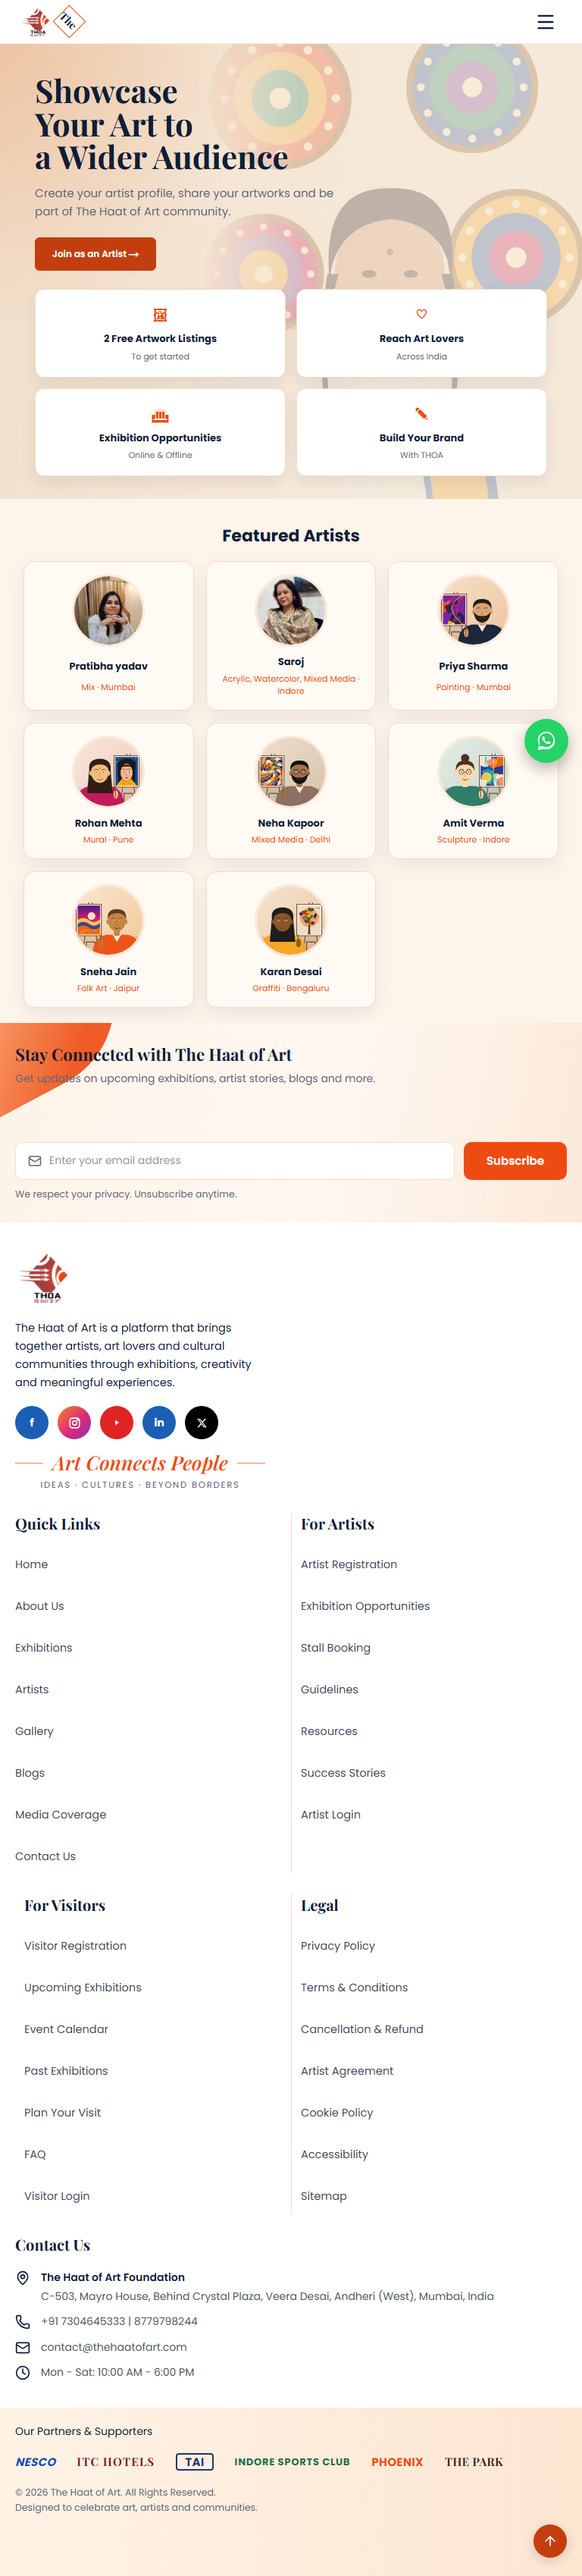 THOA
The
Showcase
Your Art to
a Wider Audience
Create your artist profile, share your artworks and be
part of The Haat of Art community.
Join as an Artist →
2 Free Artwork Listings
To get started
Reach Art Lovers
Across India
Exhibition Opportunities
Online & Offline
Build Your Brand
With THOA
Featured Artists
Pratibha yadav
Mix · Mumbai
Saroj
Acrylic, Watercolor, Mixed Media ·
Indore
Priya Sharma
Painting · Mumbai
Rohan Mehta
Mural · Pune
Neha Kapoor
Mixed Media · Delhi
Amit Verma
Sculpture · Indore
Sneha Jain
Folk Art · Jaipur
Karan Desai
Graffiti · Bengaluru
Stay Connected with The Haat of Art
Get updates on upcoming exhibitions, artist stories, blogs and more.
Enter your email address
Subscribe
We respect your privacy. Unsubscribe anytime.
THOA
The Haat of Art is a platform that brings
together artists, art lovers and cultural
communities through exhibitions, creativity
and meaningful experiences.
Art Connects People
IDEAS · CULTURES · BEYOND BORDERS
Quick Links
Home
About Us
Exhibitions
Artists
Gallery
Blogs
Media Coverage
Contact Us
For Artists
Artist Registration
Exhibition Opportunities
Stall Booking
Guidelines
Resources
Success Stories
Artist Login
For Visitors
Visitor Registration
Upcoming Exhibitions
Event Calendar
Past Exhibitions
Plan Your Visit
FAQ
Visitor Login
Legal
Privacy Policy
Terms & Conditions
Cancellation & Refund
Artist Agreement
Cookie Policy
Accessibility
Sitemap
Contact Us
The Haat of Art Foundation
C-503, Mayro House, Behind Crystal Plaza, Veera Desai, Andheri (West), Mumbai, India
+91 7304645333 | 8779798244
contact@thehaatofart.com
Mon - Sat: 10:00 AM - 6:00 PM
Our Partners & Supporters
NESCO
ITC HOTELS
TAI
INDORE SPORTS CLUB
PHOENIX
THE PARK
© 2026 The Haat of Art. All Rights Reserved.
Designed to celebrate art, artists and communities.